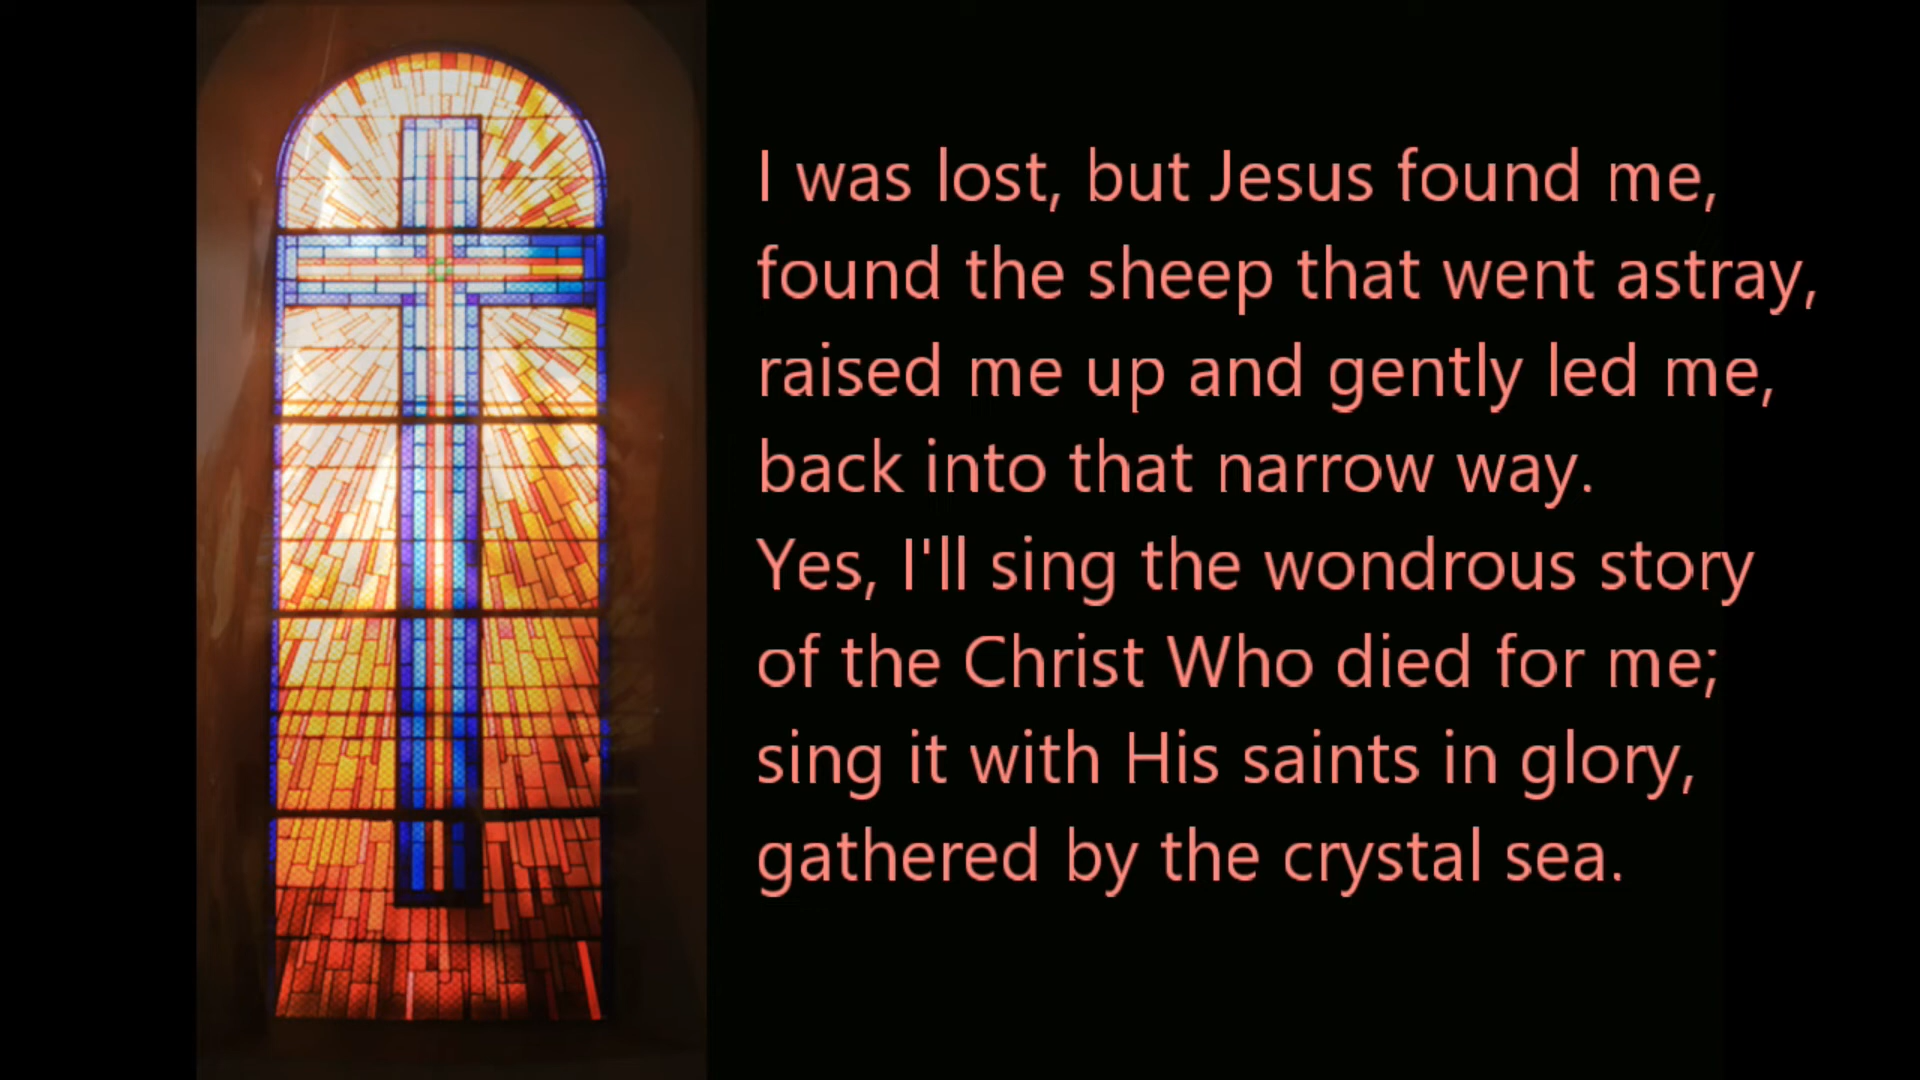 I was lost, but Jesus found me,
found the sheep that went astray,
raised me up and gently led me,
back into that narrow way.
Yes, I'll sing the wondrous story
of the Christ Who died for me;
sing it with His saints in glory,
gathered by the crystal sea.